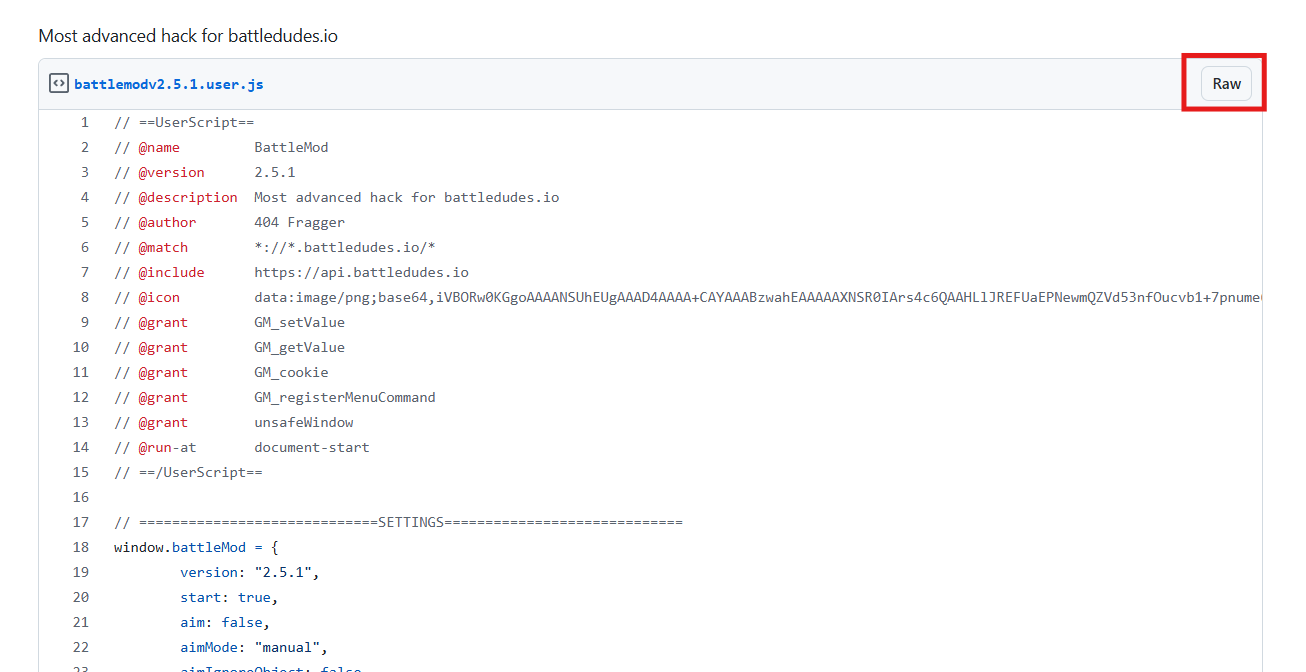 Most advanced hack for battledudes.io
battlemodv2.5.1.user.js
Raw
1 // ==UserScript==
2 // @name BattleMod
3 // @version 2.5.1
4 // @description Most advanced hack for battledudes.io
5 // @author 404 Fragger
6 // @match *://*.battledudes.io/*
7 // @include https://api.battledudes.io
8 // @icon data:image/png;base64,iVBORw0KGgoAAAANSUhEUgAAAD4AAAA+CAYAAABzwahEAAAAAXNSR0IArs4c6QAAHLlJREFUaEPNewmQZVd53nfOucvb1+7pnume
9 // @grant GM_setValue
10 // @grant GM_getValue
11 // @grant GM_cookie
12 // @grant GM_registerMenuCommand
13 // @grant unsafeWindow
14 // @run-at document-start
15 // ==/UserScript==
16
17 // =============================SETTINGS=============================
18 window.battleMod = {
19 version: "2.5.1",
20 start: true,
21 aim: false,
22 aimMode: "manual",
23 aimIgnoreObject: false